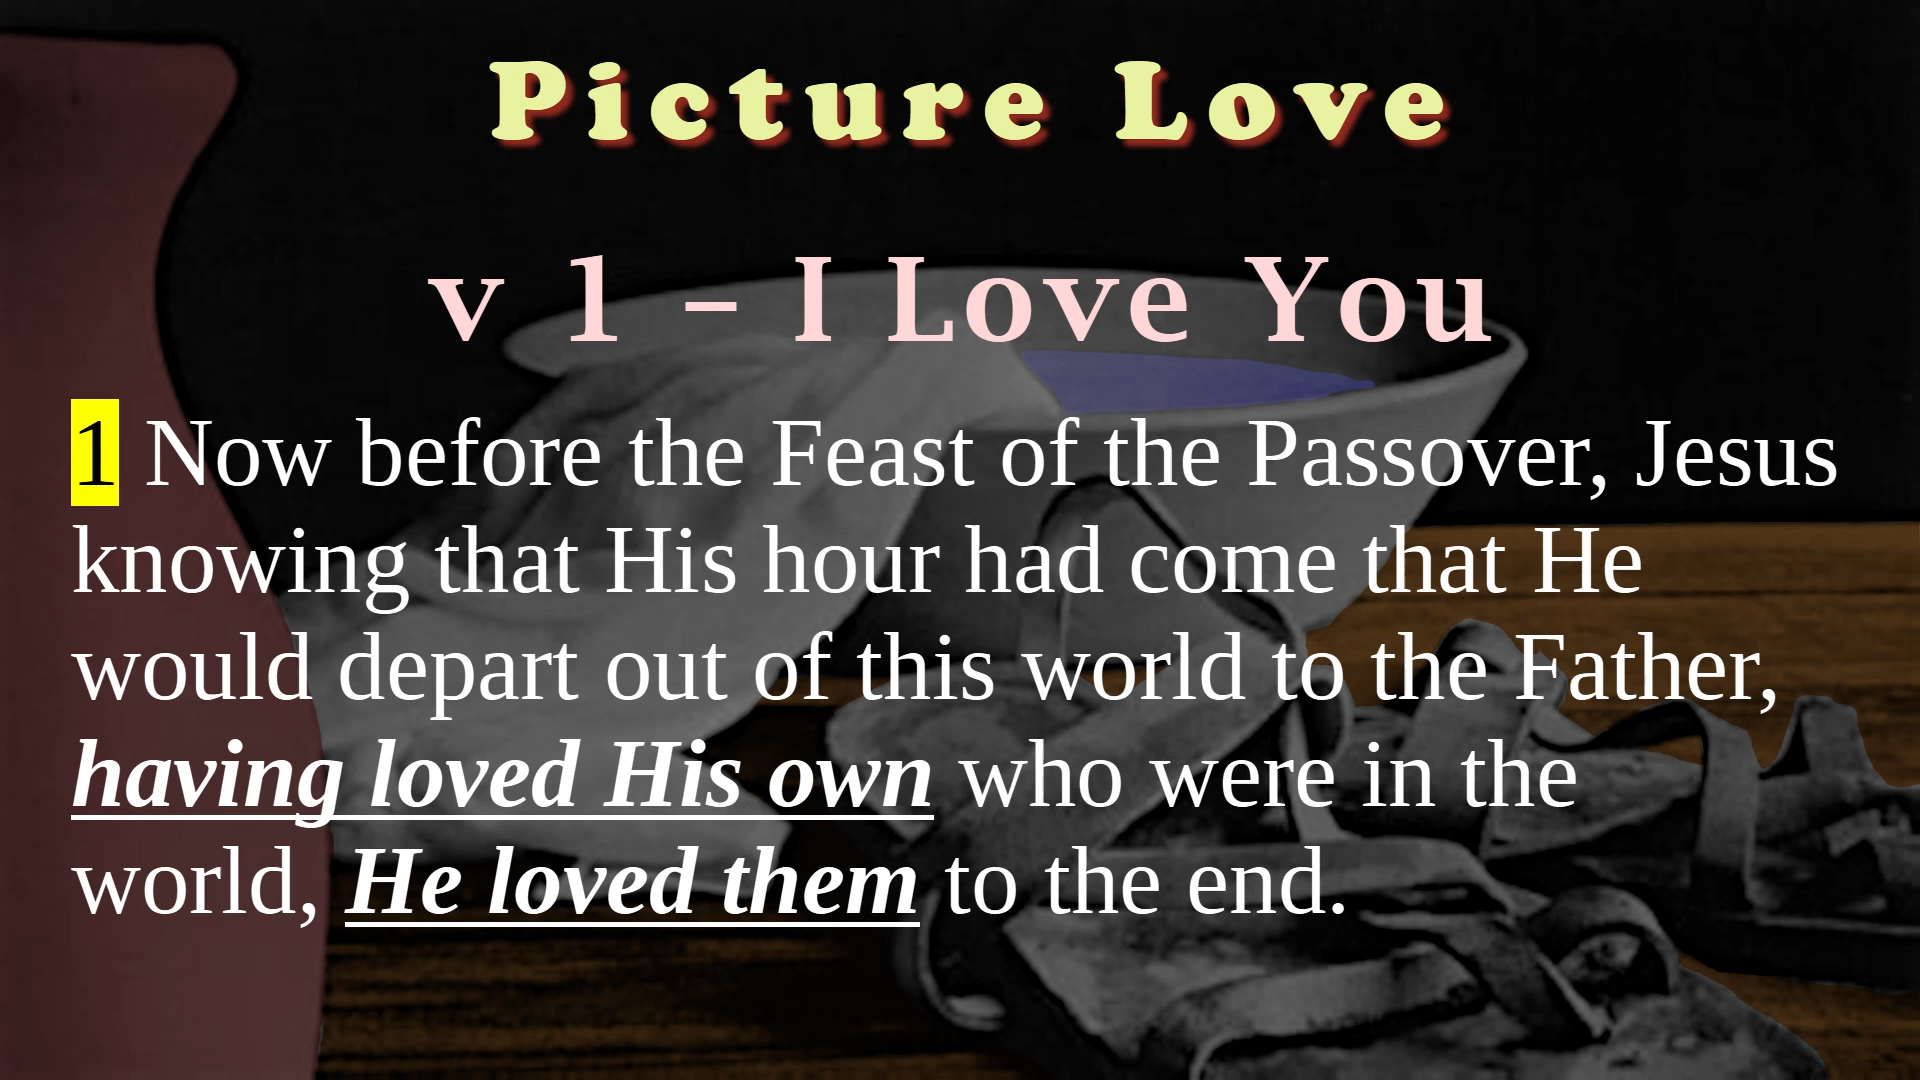 Picture Love
v 1 – I Love You
1 Now before the Feast of the Passover, Jesus
knowing that His hour had come that He
would depart out of this world to the Father,
having loved His own who were in the
world, He loved them to the end.